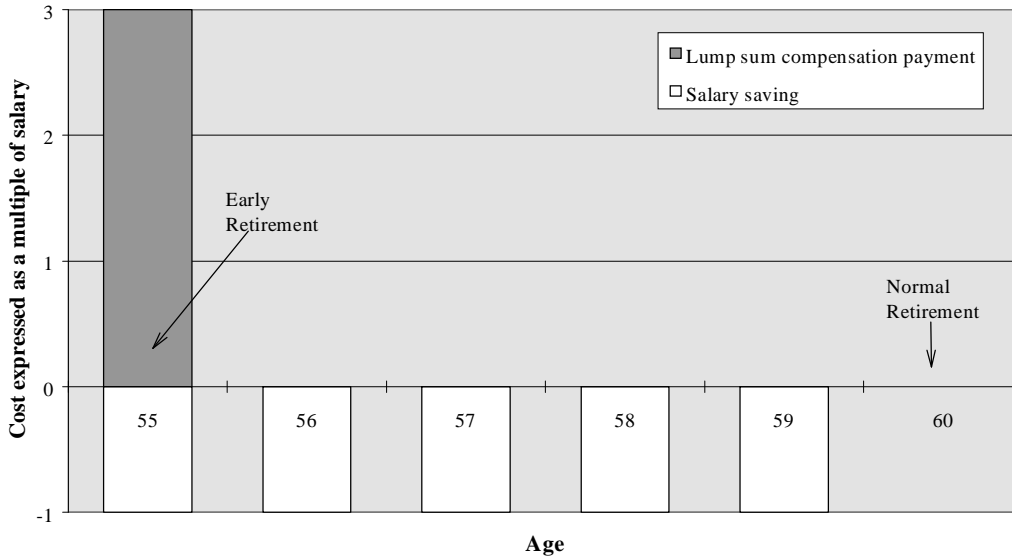 3
Lump sum compensation payment
Salary saving
2
Early
Retirement
1
Normal
Retirement
0
55 56 57 58 59 60
-1
Cost expressed as a multiple of salary
Age